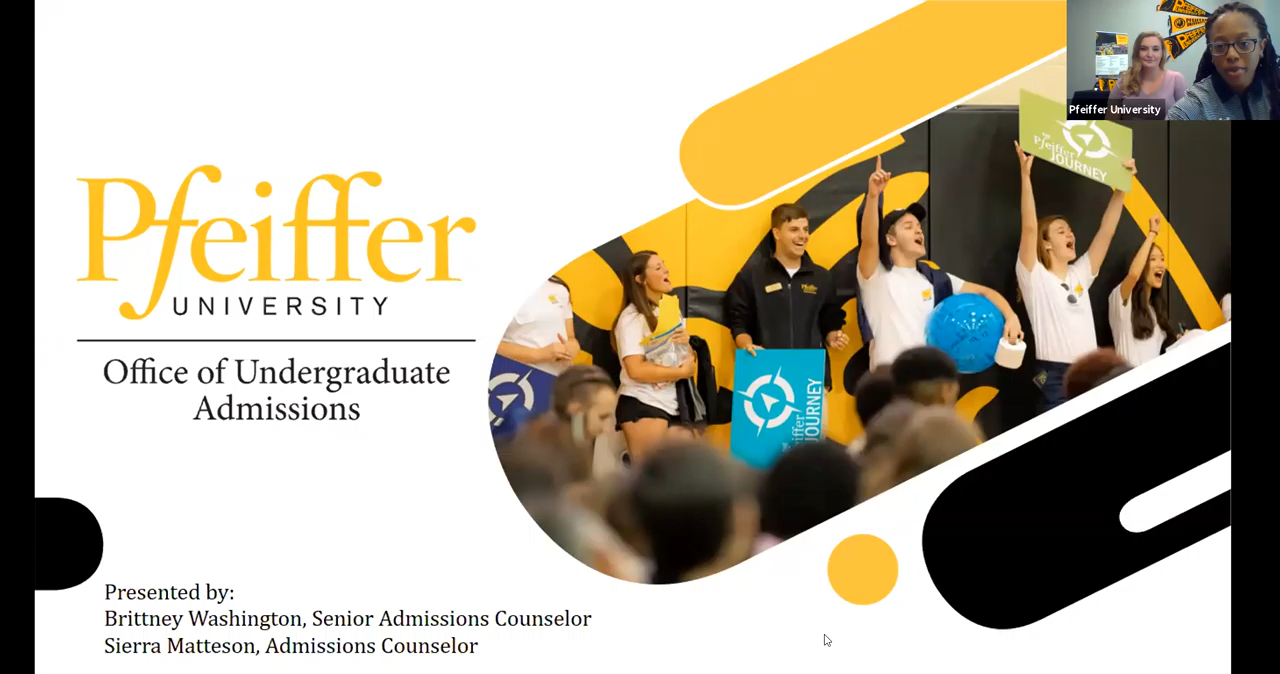 Pfeiffer
UNIVERSITY
Office of Undergraduate
Admissions
Presented by:
Brittney Washington, Senior Admissions Counselor
Sierra Matteson, Admissions Counselor
Pfeiffer University
Pfeiffer
JOURNEY
Pfeiffer
JOURNEY